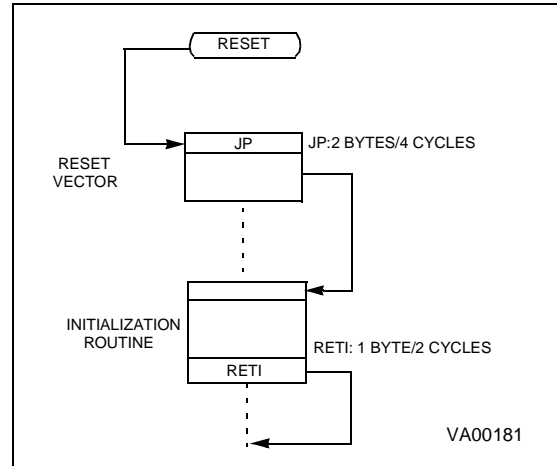 RESET
JP
JP:2 BYTES/4 CYCLES
RESET
VECTOR
INITIALIZATION
ROUTINE
RETI: 1 BYTE/2 CYCLES
RETI
VA00181